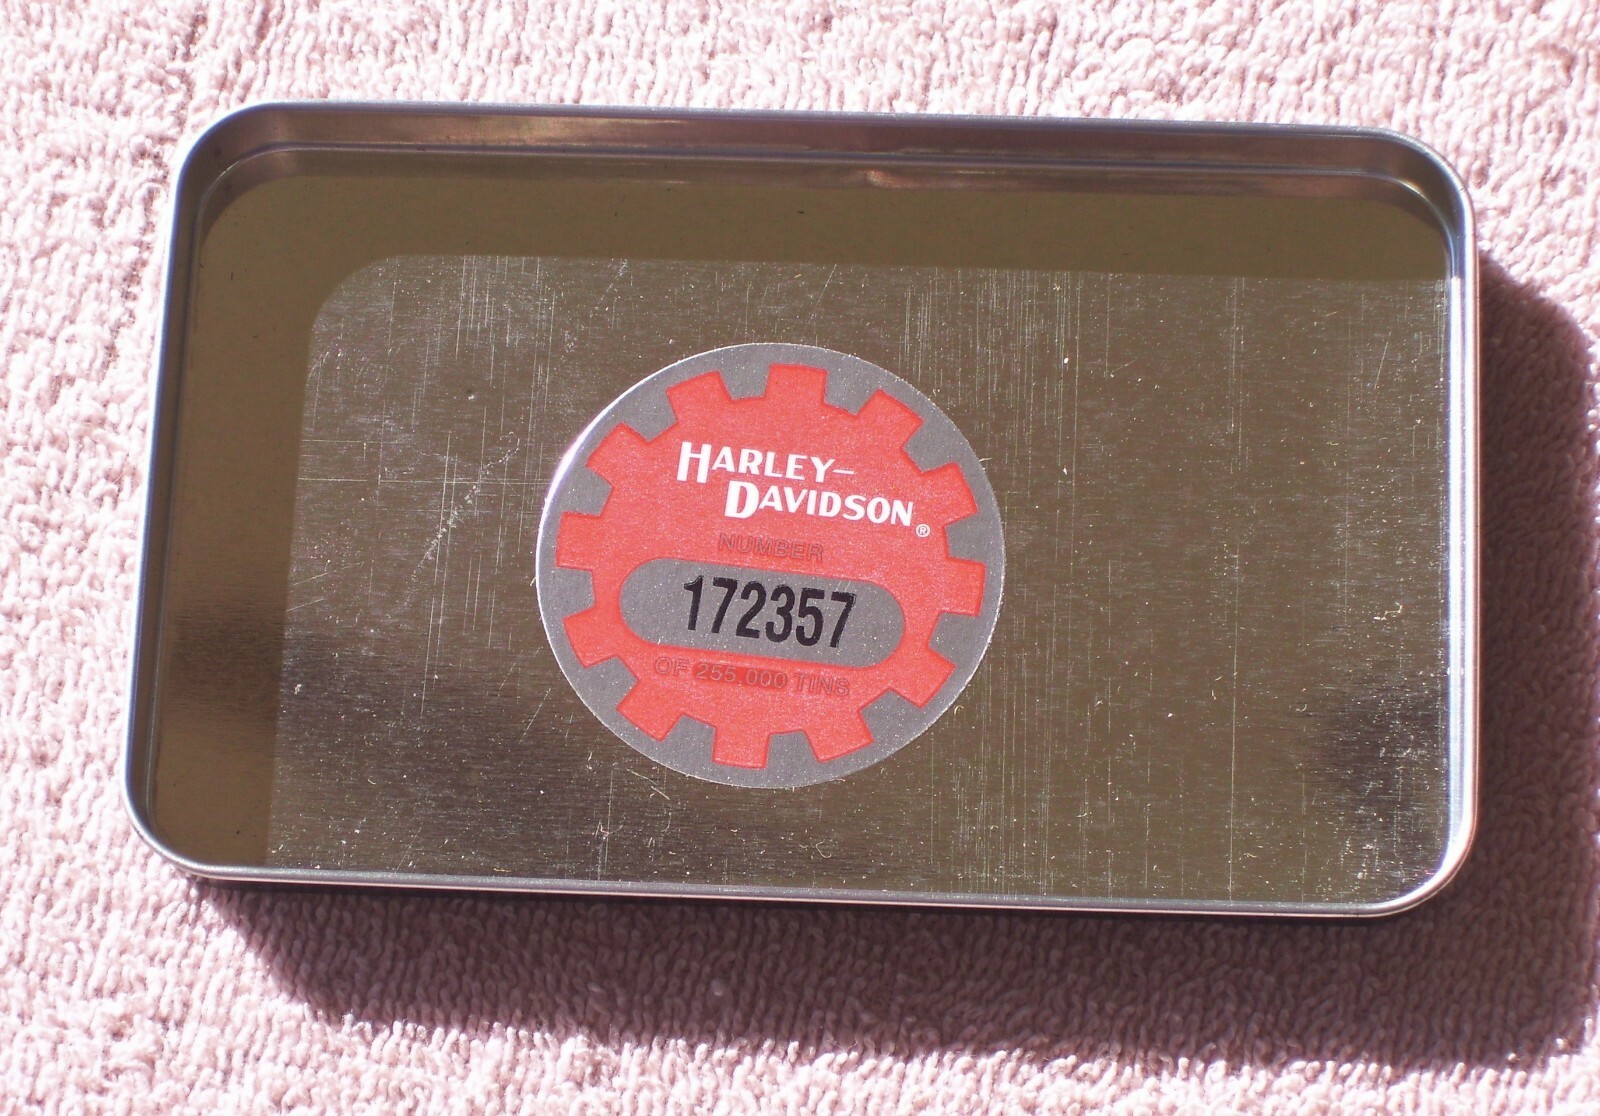 HARLEY-
DAVIDSON®
NUMBER
172357
OF 255,000 TINS